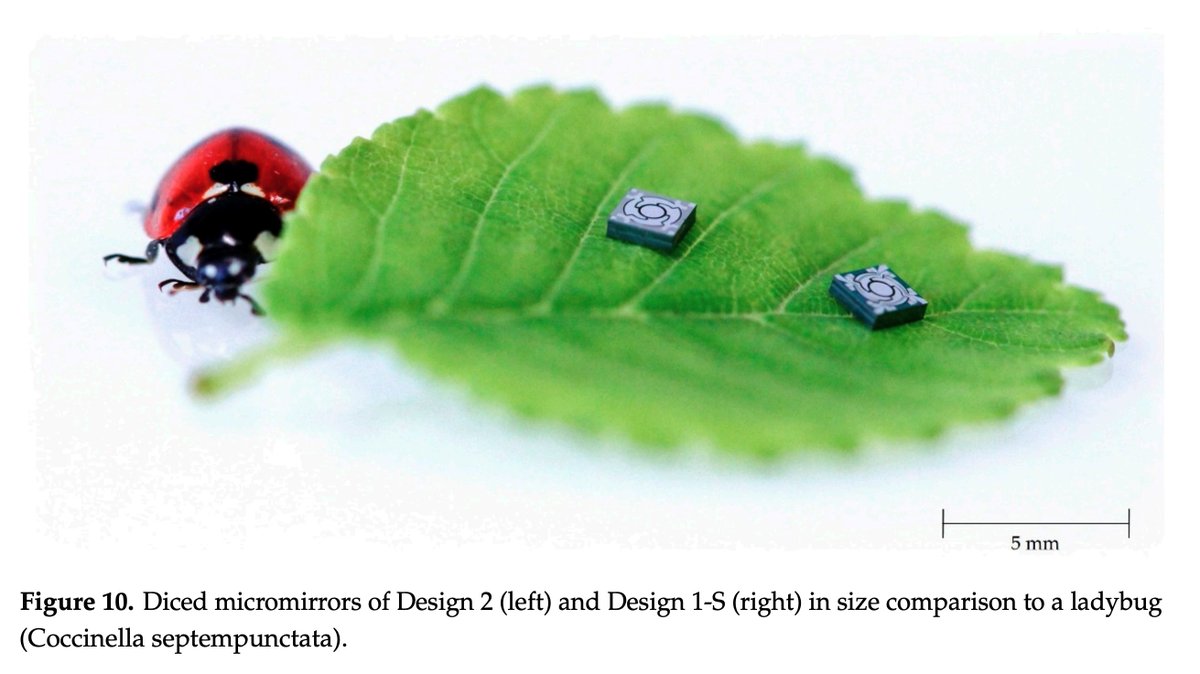 5 mm
Figure 10. Diced micromirrors of Design 2 (left) and Design 1-S (right) in size comparison to a ladybug
(Coccinella septempunctata).